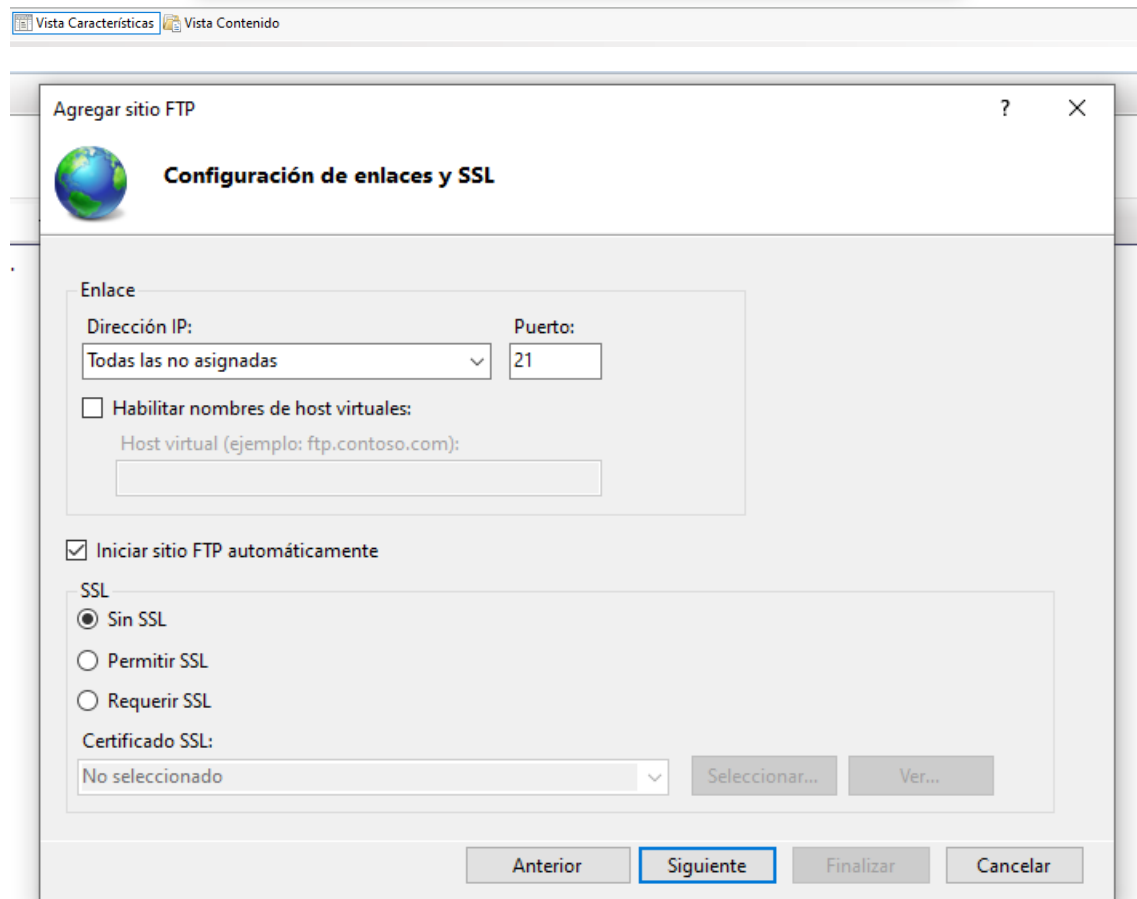 Vista Características Vista Contenido
Agregar sitio FTP ?
Configuración de enlaces y SSL
Enlace
Dirección IP: Puerto:
Todas las no asignadas 21
Habilitar nombres de host virtuales:
Host virtual (ejemplo: ftp.contoso.com):
Iniciar sitio FTP automáticamente
SSL
Sin SSL
Permitir SSL
Requerir SSL
Certificado SSL:
No seleccionado Seleccionar... Ver...
Anterior Siguiente Finalizar Cancelar